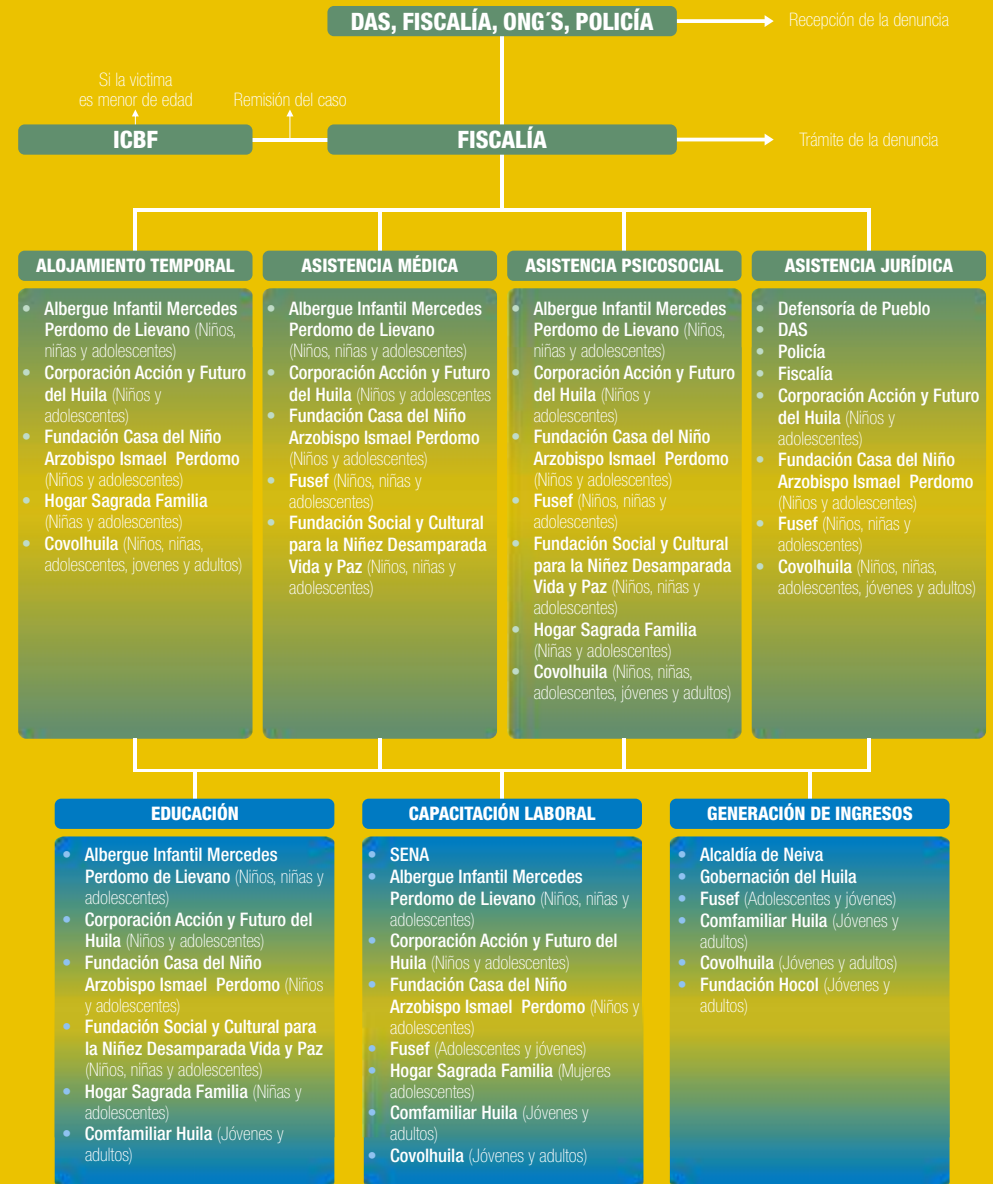 DAS, FISCALÍA, ONG´S, POLICÍA
Recepción de la denuncia
Si la victima
es menor de edad
Remisión del caso
ICBF
FISCALÍA
Trámite de la denuncia
ALOJAMIENTO TEMPORAL
• Albergue Infantil Mercedes
Perdomo de Lievano (Niños,
niñas y adolescentes)
• Corporación Acción y Futuro
del Huila (Niños y
adolescentes)
• Fundación Casa del Niño
Arzobispo Ismael Perdomo
(Niños y adolescentes)
• Hogar Sagrada Familia
(Niñas y adolescentes)
• Covolhuila (Niños, niñas,
adolescentes, jovenes y adultos)
ASISTENCIA MÉDICA
• Albergue Infantil Mercedes
Perdomo de Lievano
(Niños, niñas y adolescentes)
• Corporación Acción y Futuro
del Huila (Niños y adolescentes
• Fundación Casa del Niño
Arzobispo Ismael Perdomo
(Niños y adolescentes)
• Fusef (Niños, niñas y
adolescentes)
• Fundación Social y Cultural
para la Niñez Desamparada
Vida y Paz (Niños, niñas y
adolescentes)
ASISTENCIA PSICOSOCIAL
• Albergue Infantil Mercedes
Perdomo de Lievano (Niños,
niñas y adolescentes)
• Corporación Acción y Futuro
del Huila (Niños y
adolescentes)
• Fundación Casa del Niño
Arzobispo Ismael Perdomo
(Niños y adolescentes)
• Fusef (Niños, niñas y
adolescentes)
• Fundación Social y Cultural
para la Niñez Desamparada
Vida y Paz (Niños, niñas y
adolescentes)
• Hogar Sagrada Familia
(Niñas y adolescentes)
• Covolhuila (Niños, niñas,
adolescentes, jóvenes y adultos)
ASISTENCIA JURÍDICA
• Defensoría de Pueblo
• DAS
• Policía
• Fiscalía
• Corporación Acción y Futuro
del Huila (Niños y
adolescentes)
• Fundación Casa del Niño
Arzobispo Ismael Perdomo
(Niños y adolescentes)
• Fusef (Niños, niñas y
adolescentes)
• Covolhuila (Niños, niñas,
adolescentes, jóvenes y adultos)
EDUCACIÓN
• Albergue Infantil Mercedes
Perdomo de Lievano (Niños, niñas y
adolescentes)
• Corporación Acción y Futuro del
Huila (Niños y adolescentes)
• Fundación Casa del Niño
Arzobispo Ismael Perdomo (Niños
y adolescentes)
• Fundación Social y Cultural para
la Niñez Desamparada Vida y Paz
(Niños, niñas y adolescentes)
• Hogar Sagrada Familia (Niñas y
adolescentes)
• Comfamiliar Huila (Jóvenes y
adultos)
CAPACITACIÓN LABORAL
• SENA
• Albergue Infantil Mercedes
Perdomo de Lievano (Niños, niñas y
adolescentes)
• Corporación Acción y Futuro del
Huila (Niños y adolescentes)
• Fundación Casa del Niño
Arzobispo Ismael Perdomo (Niños y
adolescentes)
• Fusef (Adolescentes y jóvenes)
• Hogar Sagrada Familia (Mujeres
adolescentes)
• Comfamiliar Huila (Jóvenes y
adultos)
• Covolhuila (Jóvenes y adultos)
GENERACIÓN DE INGRESOS
• Alcaldía de Neiva
• Gobernación del Huila
• Fusef (Adolescentes y jóvenes)
• Comfamiliar Huila (Jóvenes y
adultos)
• Covolhuila (Jóvenes y adultos)
• Fundación Hocol (Jóvenes y
adultos)